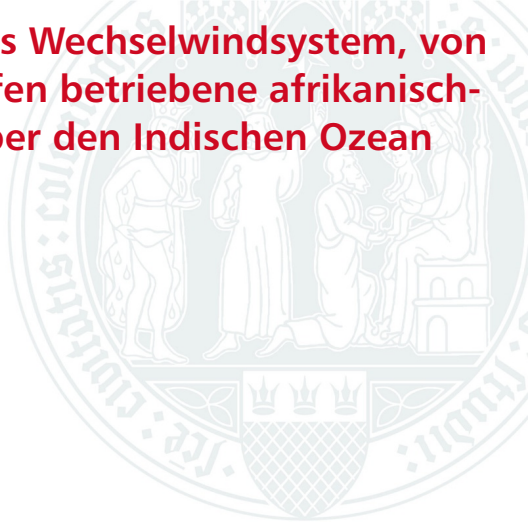 s Wechselwindsystem, von
fen betriebene afrikanisch-
ber den Indischen Ozean